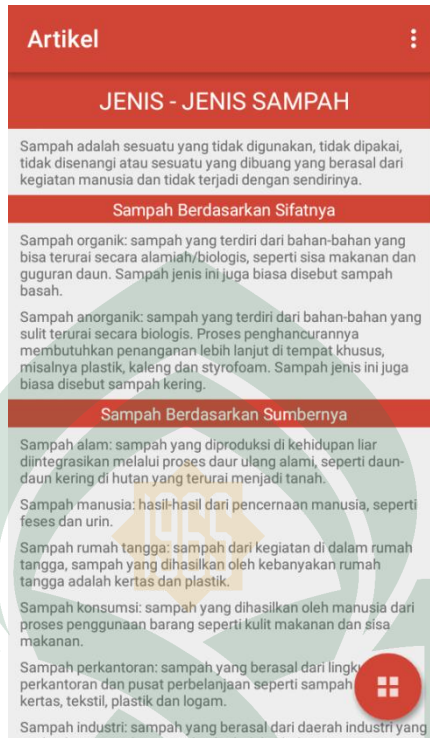 Artikel
JENIS - JENIS SAMPAH
Sampah adalah sesuatu yang tidak digunakan, tidak dipakai,
tidak disenangi atau sesuatu yang dibuang yang berasal dari
kegiatan manusia dan tidak terjadi dengan sendirinya.
Sampah Berdasarkan Sifatnya
Sampah organik: sampah yang terdiri dari bahan-bahan yang
bisa terurai secara alamiah/biologis, seperti sisa makanan dan
guguran daun. Sampah jenis ini juga biasa disebut sampah
basah.
Sampah anorganik: sampah yang terdiri dari bahan-bahan yang
sulit terurai secara biologis. Proses penghancurannya
membutuhkan penanganan lebih lanjut di tempat khusus,
misalnya plastik, kaleng dan styrofoam. Sampah jenis ini juga
biasa disebut sampah kering.
Sampah Berdasarkan Sumbernya
Sampah alam: sampah yang diproduksi di kehidupan liar
diintegrasikan melalui proses daur ulang alami, seperti daun-
daun kering di hutan yang terurai menjadi tanah.
Sampah manusia: hasil-hasil dari pencernaan manusia, seperti
feses dan urin.
1965
Sampah rumah tangga: sampah dari kegiatan di dalam rumah
tangga, sampah yang dihasilkan oleh kebanyakan rumah
tangga adalah kertas dan plastik.
Sampah konsumsi: sampah yang dihasilkan oleh manusia dari
proses penggunaan barang seperti kulit makanan dan sisa
makanan.
Sampah perkantoran: sampah yang berasal dari
perkantoran dan pusat perbelanjaan seperti sampah
kertas, tekstil, plastik dan logam.
Sampah industri: sampah yang berasal dari daerah industri yang